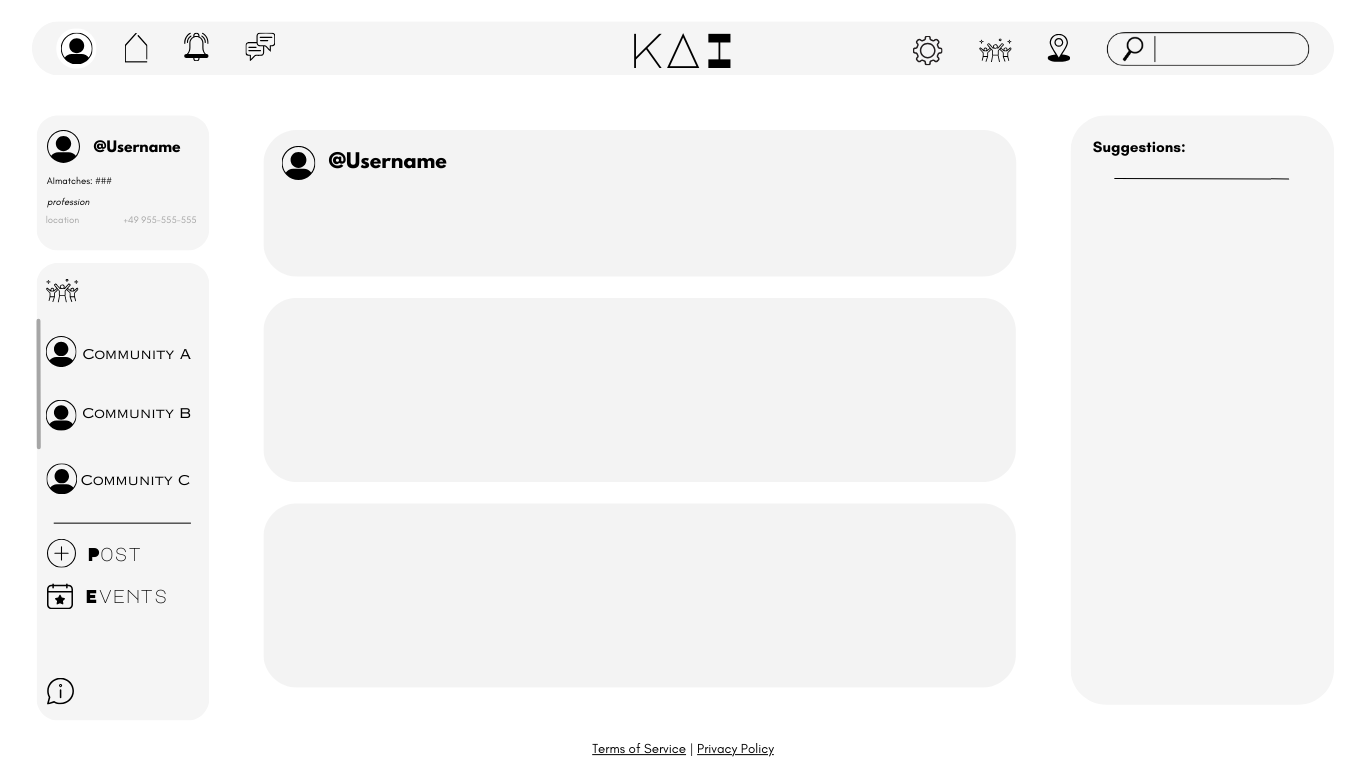 KAI
@Username
AImatches: ###
profession
location +49 955-555-555
Community A
Community B
Community C
Post
Events
@Username
Suggestions:
Terms of Service | Privacy Policy